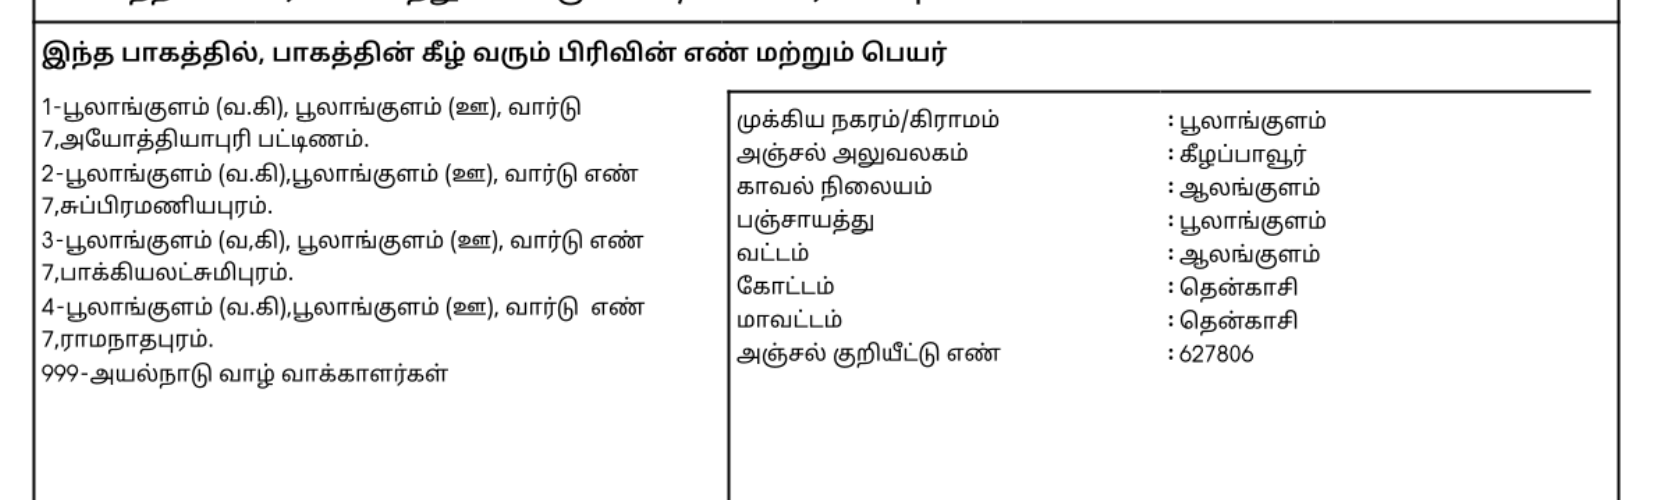 இந்த பாகத்தில், பாகத்தின் கீழ் வரும் பிரிவின் எண் மற்றும் பெயர்
1-பூலாங்குளம் (வ.கி), பூலாங்குளம் (ஊ), வார்டு
7,அயோத்தியாபுரி பட்டிணம்.
2-பூலாங்குளம் (வ.கி),பூலாங்குளம் (ஊ), வார்டு எண்
7,சுப்பிரமணியபுரம்.
3-பூலாங்குளம் (வ,கி), பூலாங்குளம் (ஊ), வார்டு எண்
7,பாக்கியலட்சுமிபுரம்.
4-பூலாங்குளம் (வ.கி),பூலாங்குளம் (ஊ), வார்டு  எண்
7,ராமநாதபுரம்.
999-அயல்நாடு வாழ் வாக்காளர்கள்
முக்கிய நகரம்/கிராமம் : பூலாங்குளம்
அஞ்சல் அலுவலகம் : கீழப்பாவூர்
காவல் நிலையம் : ஆலங்குளம்
பஞ்சாயத்து : பூலாங்குளம்
வட்டம் : ஆலங்குளம்
கோட்டம் : தென்காசி
மாவட்டம் : தென்காசி
அஞ்சல் குறியீட்டு எண் : 627806